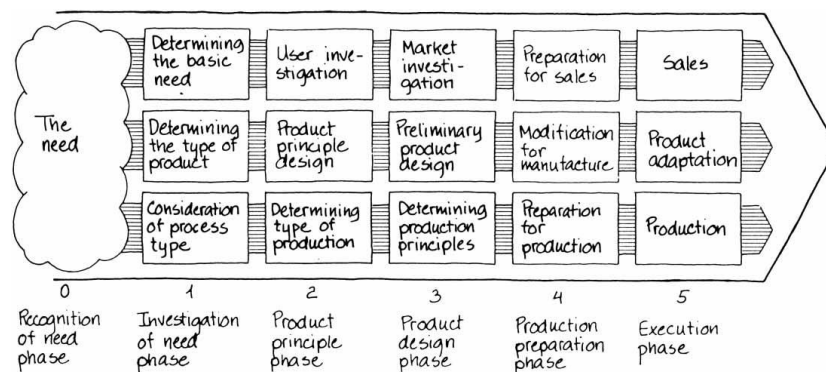 The
need
Determining
the basic
need
User inve-
stigation
Market
investi-
gation
Preparation
for sales
Sales
Determining
the type of
product
Product
principle
design
Preliminary
product
design
Modification
for
manufacture
Product
adaptation
Consideration
of process
type
Determining
type of
production
Determining
production
principles
Preparation
for
production
Production
0
Recognition
of need
phase
1
Investigation
of need
phase
2
Product
principle
phase
3
Product
design
phase
4
Production
preparation
phase
5
Execution
phase